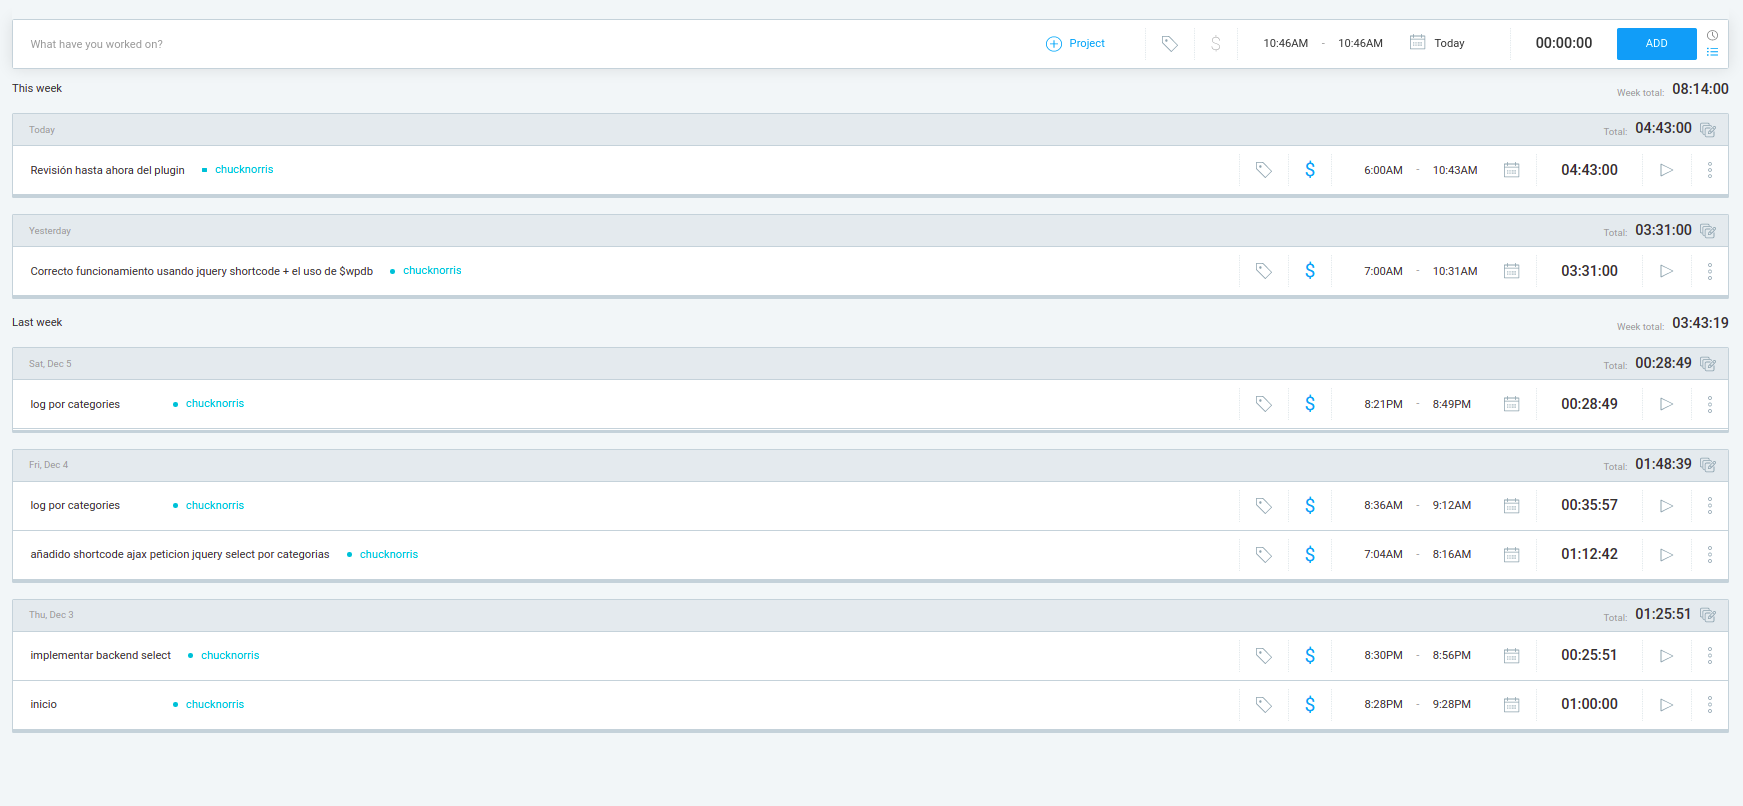 What have you worked on? Project $ 10:46AM - 10:46AM Today 00:00:00 ADD
This week Week total: 08:14:00
Today Total: 04:43:00
Revisión hasta ahora del plugin chucknorris $ 6:00AM - 10:43AM 04:43:00
Yesterday Total: 03:31:00
Correcto funcionamiento usando jquery shortcode + el uso de $wpdb chucknorris $ 7:00AM - 10:31AM 03:31:00
Last week Week total: 03:43:19
Sat, Dec 5 Total: 00:28:49
log por categories chucknorris $ 8:21PM - 8:49PM 00:28:49
Fri, Dec 4 Total: 01:48:39
log por categories chucknorris $ 8:36AM - 9:12AM 00:35:57
añadido shortcode ajax peticion jquery select por categorias chucknorris $ 7:04AM - 8:16AM 01:12:42
Thu, Dec 3 Total: 01:25:51
implementar backend select chucknorris $ 8:30PM - 8:56PM 00:25:51
inicio chucknorris $ 8:28PM - 9:28PM 01:00:00